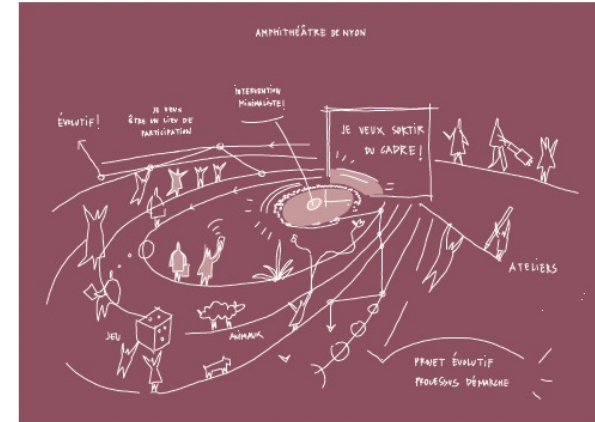 AMPHITHÉÂTRE DE NYON
INTERVENTION
MINIMALISTE!
JE VEUX
ÊTRE UN LIEU DE
PARTICIPATION
ÉVOLUTIF!
JE VEUX SORTIR
DU CADRE!
ATELIERS
JEU
ANIMAUX
PROJET ÉVOLUTIF
PROCESSUS DÉMARCHE